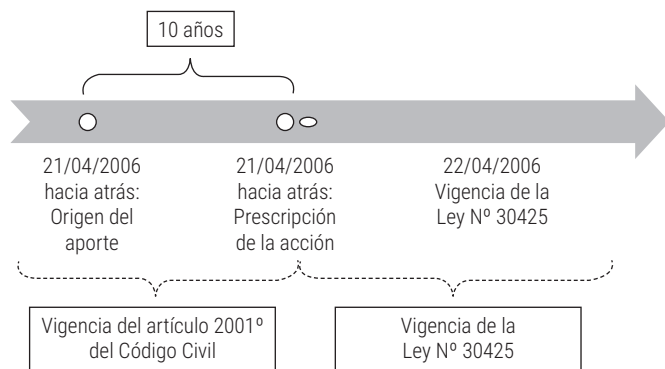 10 años
21/04/2006
hacia atrás:
Origen del
aporte
21/04/2006
hacia atrás:
Prescripción
de la acción
22/04/2006
Vigencia de la
Ley Nº 30425
Vigencia del artículo 2001º
del Código Civil
Vigencia de la
Ley Nº 30425